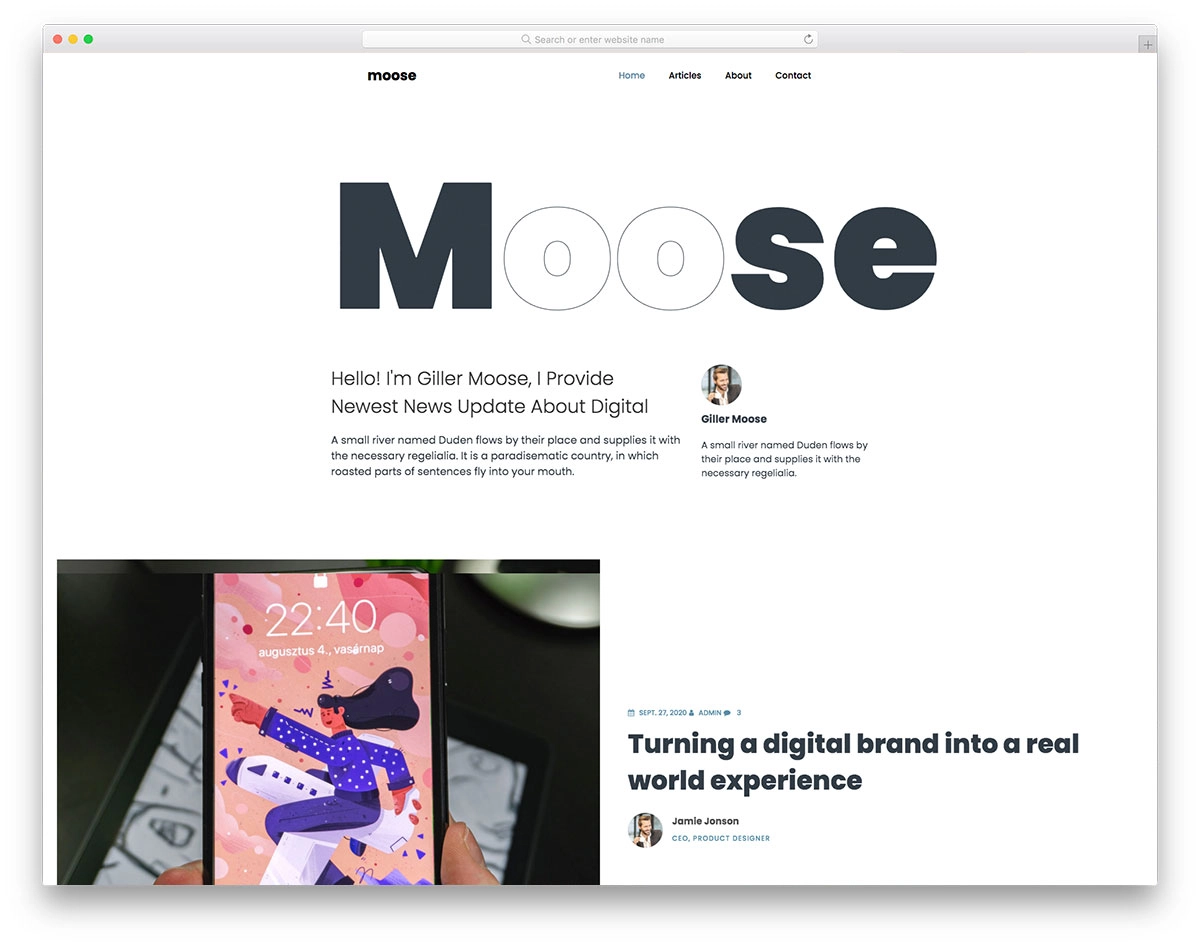 Search or enter website name
moose
Home Articles About Contact
Moose
Hello! I'm Giller Moose, I Provide
Newest News Update About Digital
A small river named Duden flows by their place and supplies it with
the necessary regelialia. It is a paradisematic country, in which
roasted parts of sentences fly into your mouth.
Giller Moose
A small river named Duden flows by
their place and supplies it with the
necessary regelialia.
22:40
augusztus 4., vasárnap
SEPT. 27, 2020 ADMIN 3
Turning a digital brand into a real
world experience
Jamie Jonson
CEO, PRODUCT DESIGNER